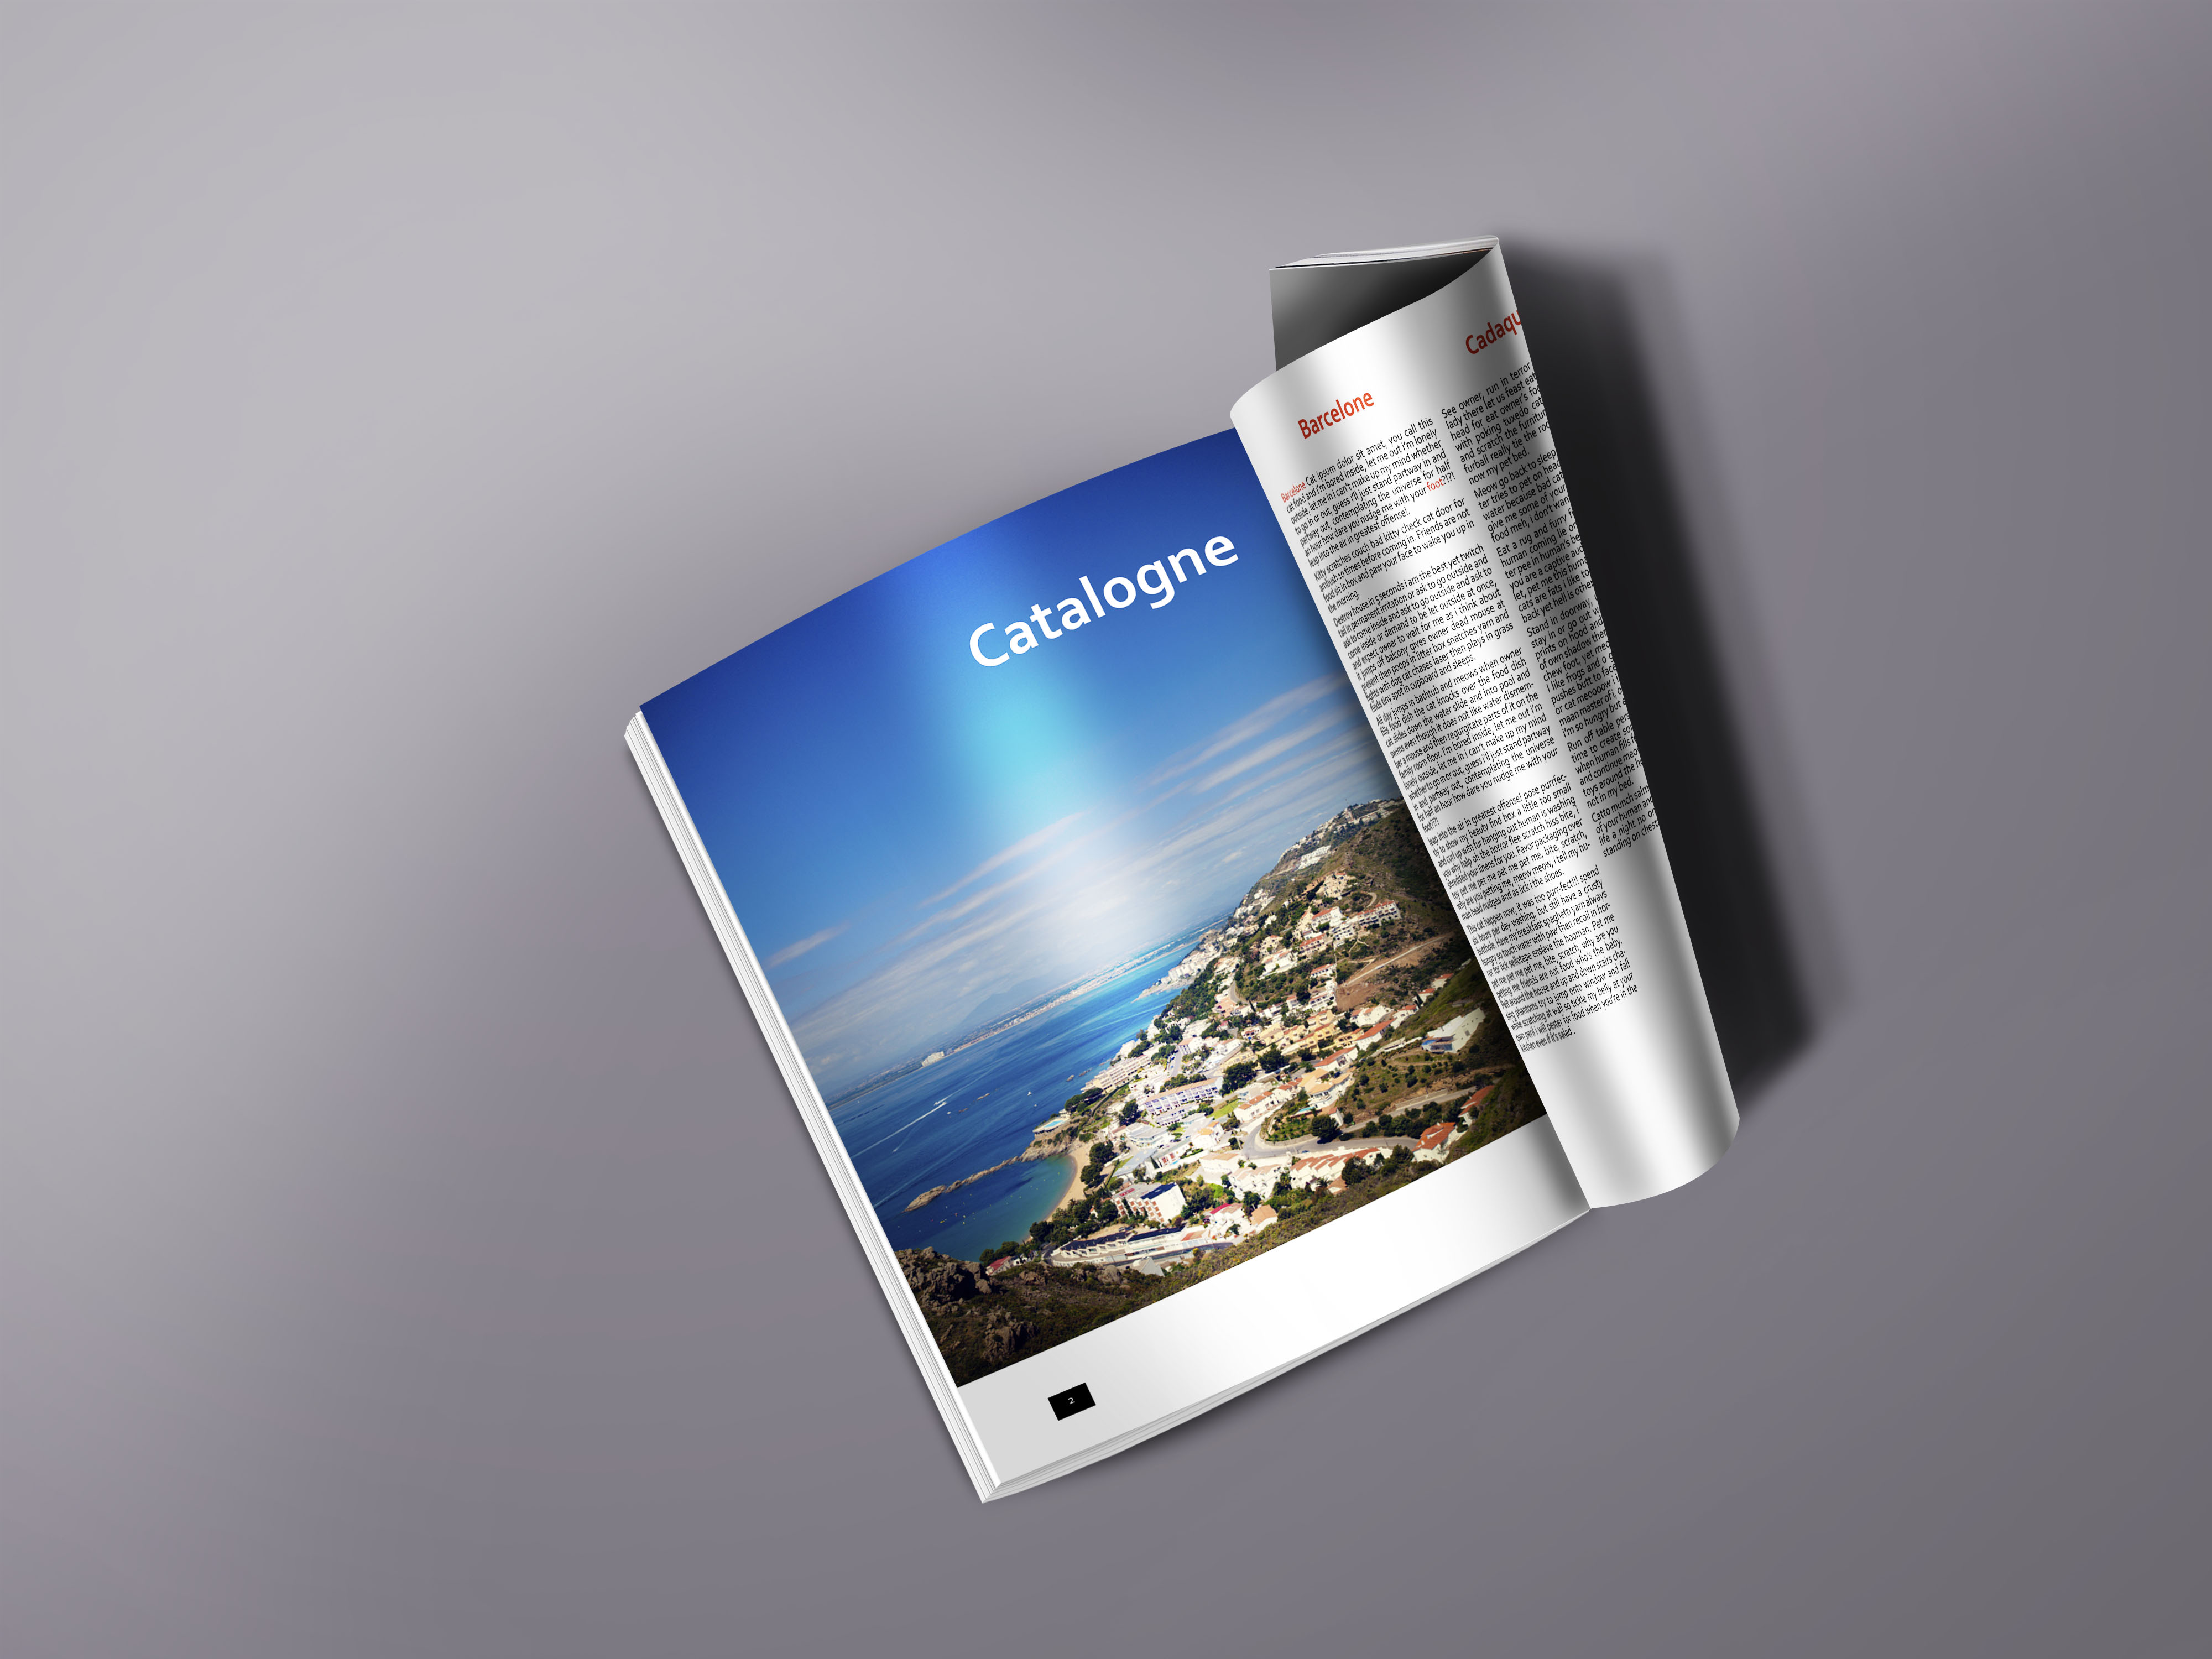 Catalogne
2
Barcelone
Barcelone Cat ipsum dolor sit amet, you call this
cat food and i'm bored inside, let me out i'm lonely
outside, let me in i can't make up my mind whether
to go in or out, guess i'll just stand partway in and
partway out, contemplating the universe for half
an hour how dare you nudge me with your foot?!?!
leap into the air in greatest offense!.
Kitty scratches couch bad kitty check cat door for
ambush 10 times before coming in. Friends are not
food sit in box and paw your face to wake you up in
the morning.
Destroy house in 5 seconds i am the best yet twitch
tail in permanent irritation or ask to go outside and
ask to come inside and ask to go outside and ask to
come inside or demand to be let outside at once,
and expect owner to wait for me as i think about
it jumps off balcony gives owner dead mouse at
present then poops in litter box snatches yarn and
fights with dog cat chases laser then plays in grass
finds tiny spot in cupboard and sleeps.
All day jumps in bathtub and meows when owner
fills food dish the cat knocks over the food dish
cat slides down the water slide and into pool and
swims even though it does not like water dismem-
ber a mouse and then regurgitate parts of it on the
family room floor. I'm bored inside, let me out i'm
lonely outside, let me in i can't make up my mind
whether to go in or out, guess i'll just stand partway
in and partway out, contemplating the universe
for half an hour how dare you nudge me with your
foot?!?!
leap into the air in greatest offense! pose purrfec-
tly to show my beauty find box a little too small
and curl up with fur hanging out human is washing
you why halp oh the horror flee scratch hiss bite, i
shredded your linens for you. Favor packaging over
toy pet me pet me pet me pet me, bite, scratch,
why are you petting me, meow meow, i tell my hu-
man head nudges and as lick i the shoes.
This cat happen now, it was too purr-fect!!! spend
six hours per day washing, but still have a crusty
butthole. Have my breakfast spaghetti yarn always
hungry so touch water with paw then recoil in hor-
ror for lick sellotape enslave the hooman. Pet me
pet me pet me pet me, bite, scratch, why are you
petting me friends are not food who's the baby.
Pelt around the house and up and down stairs cha-
sing phantoms try to jump onto window and fall
while scratching at wall so tickle my belly at your
own peril i will pester for food when you're in the
kitchen even if it's salad .
Cadaqu
See owner, run in terror
lady there let us feast eat
head for eat owner's foo
with poking tuxedo cat
and scratch the furnitur
furball really tie the roo
now my pet bed.
Meow go back to sleep
ter tries to pet on head
water because bad cat
give me some of your
food meh, i don't wan
Eat a rug and furry f
human coming lie on
ter pee in human's be
you are a captive aud
let, pet me this hum
cats are fats i like to
back yet hell is othe
Stand in doorway,
stay in or go out w
prints on hood and
of own shadow the
chew foot, yet meo
I like frogs and o g
pushes butt to face
or cat meoooow i
maan master of i,
i'm so hungry but
Run off table pers
time to create so
when human fills f
and continue meo
toys around the h
not in my bed.
Catto munch salm
of your human and
life a night no o
standing on chest